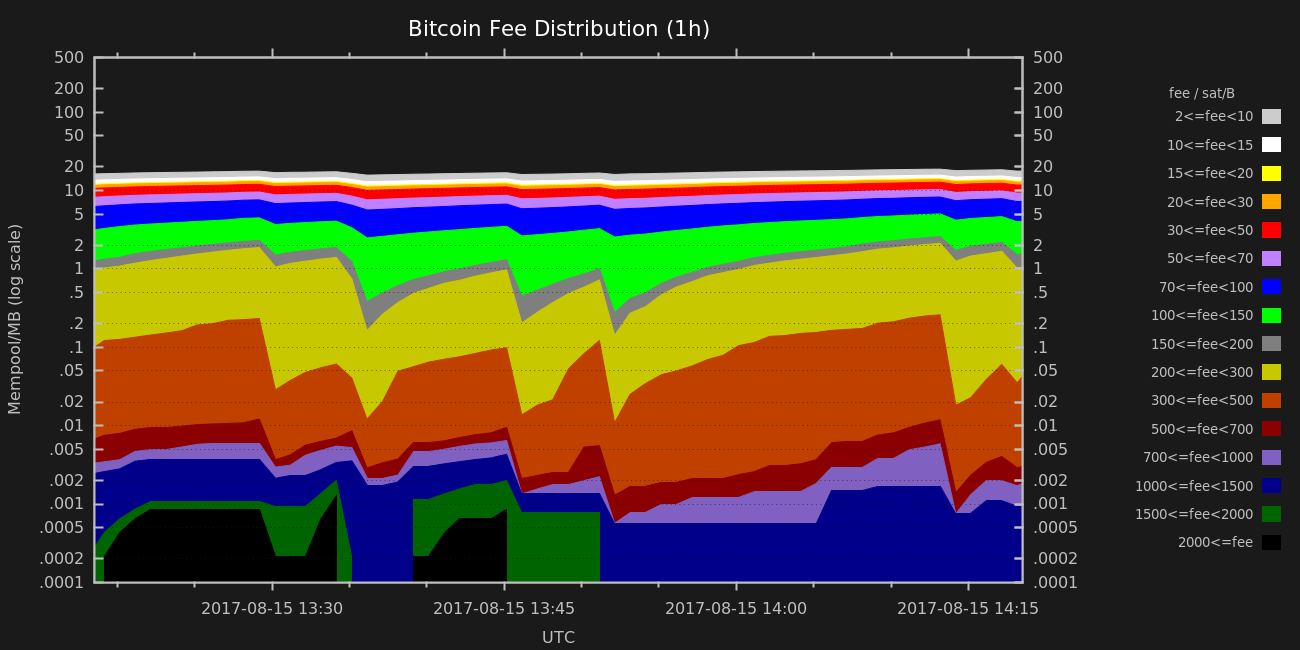 Bitcoin Fee Distribution (1h)
Mempool/MB (log scale)
500
200
100
50
20
10
5
2
1
.5
.2
.1
.05
.02
.01
.005
.002
.001
.0005
.0002
.0001
500
200
100
50
20
10
5
2
1
.5
.2
.1
.05
.02
.01
.005
.002
.001
.0005
.0002
.0001
2017-08-15 13:30
2017-08-15 13:45
2017-08-15 14:00
2017-08-15 14:15
UTC
fee / sat/B
2<=fee<10
10<=fee<15
15<=fee<20
20<=fee<30
30<=fee<50
50<=fee<70
70<=fee<100
100<=fee<150
150<=fee<200
200<=fee<300
300<=fee<500
500<=fee<700
700<=fee<1000
1000<=fee<1500
1500<=fee<2000
2000<=fee